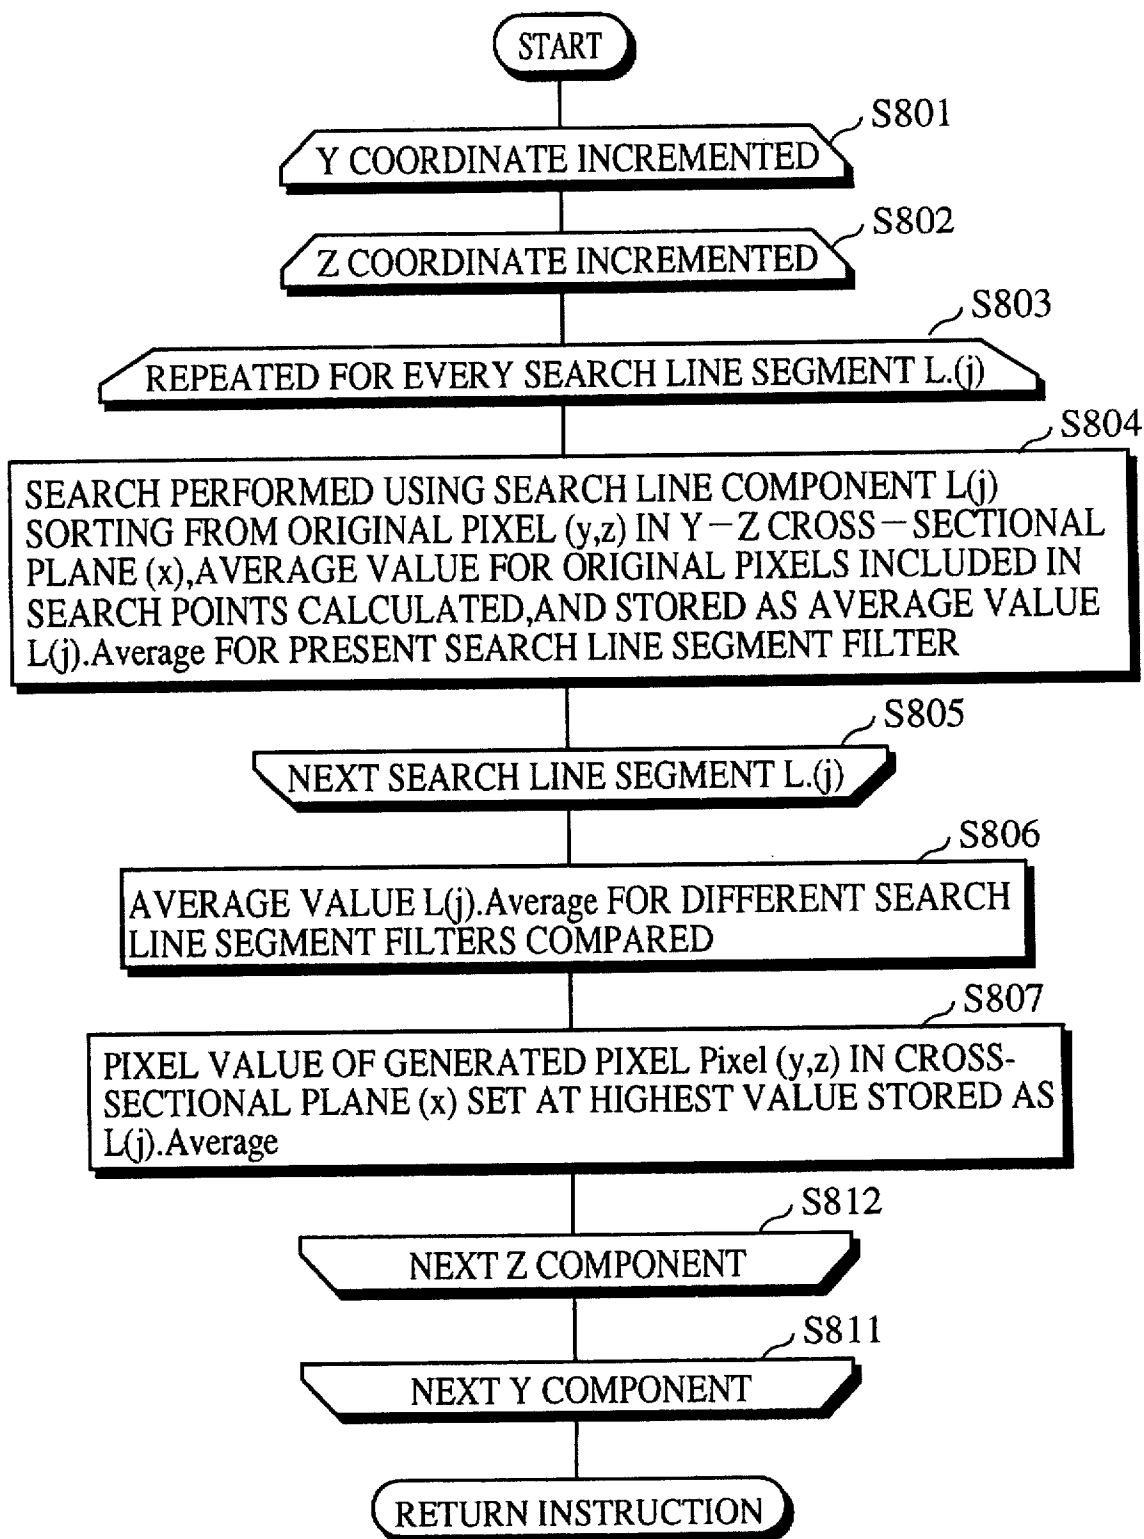 START
S801
Y COORDINATE INCREMENTED
S802
Z COORDINATE INCREMENTED
S803
REPEATED FOR EVERY SEARCH LINE SEGMENT L.(j)
S804
SEARCH PERFORMED USING SEARCH LINE COMPONENT L(j)
SORTING FROM ORIGINAL PIXEL (y,z) IN Y-Z CROSS-SECTIONAL
PLANE (x),AVERAGE VALUE FOR ORIGINAL PIXELS INCLUDED IN
SEARCH POINTS CALCULATED,AND STORED AS AVERAGE VALUE
L(j).Average FOR PRESENT SEARCH LINE SEGMENT FILTER
S805
NEXT SEARCH LINE SEGMENT L.(j)
S806
AVERAGE VALUE L(j).Average FOR DIFFERENT SEARCH
LINE SEGMENT FILTERS COMPARED
S807
PIXEL VALUE OF GENERATED PIXEL Pixel (y,z) IN CROSS-
SECTIONAL PLANE (x) SET AT HIGHEST VALUE STORED AS
L(j).Average
S812
NEXT Z COMPONENT
S811
NEXT Y COMPONENT
RETURN INSTRUCTION